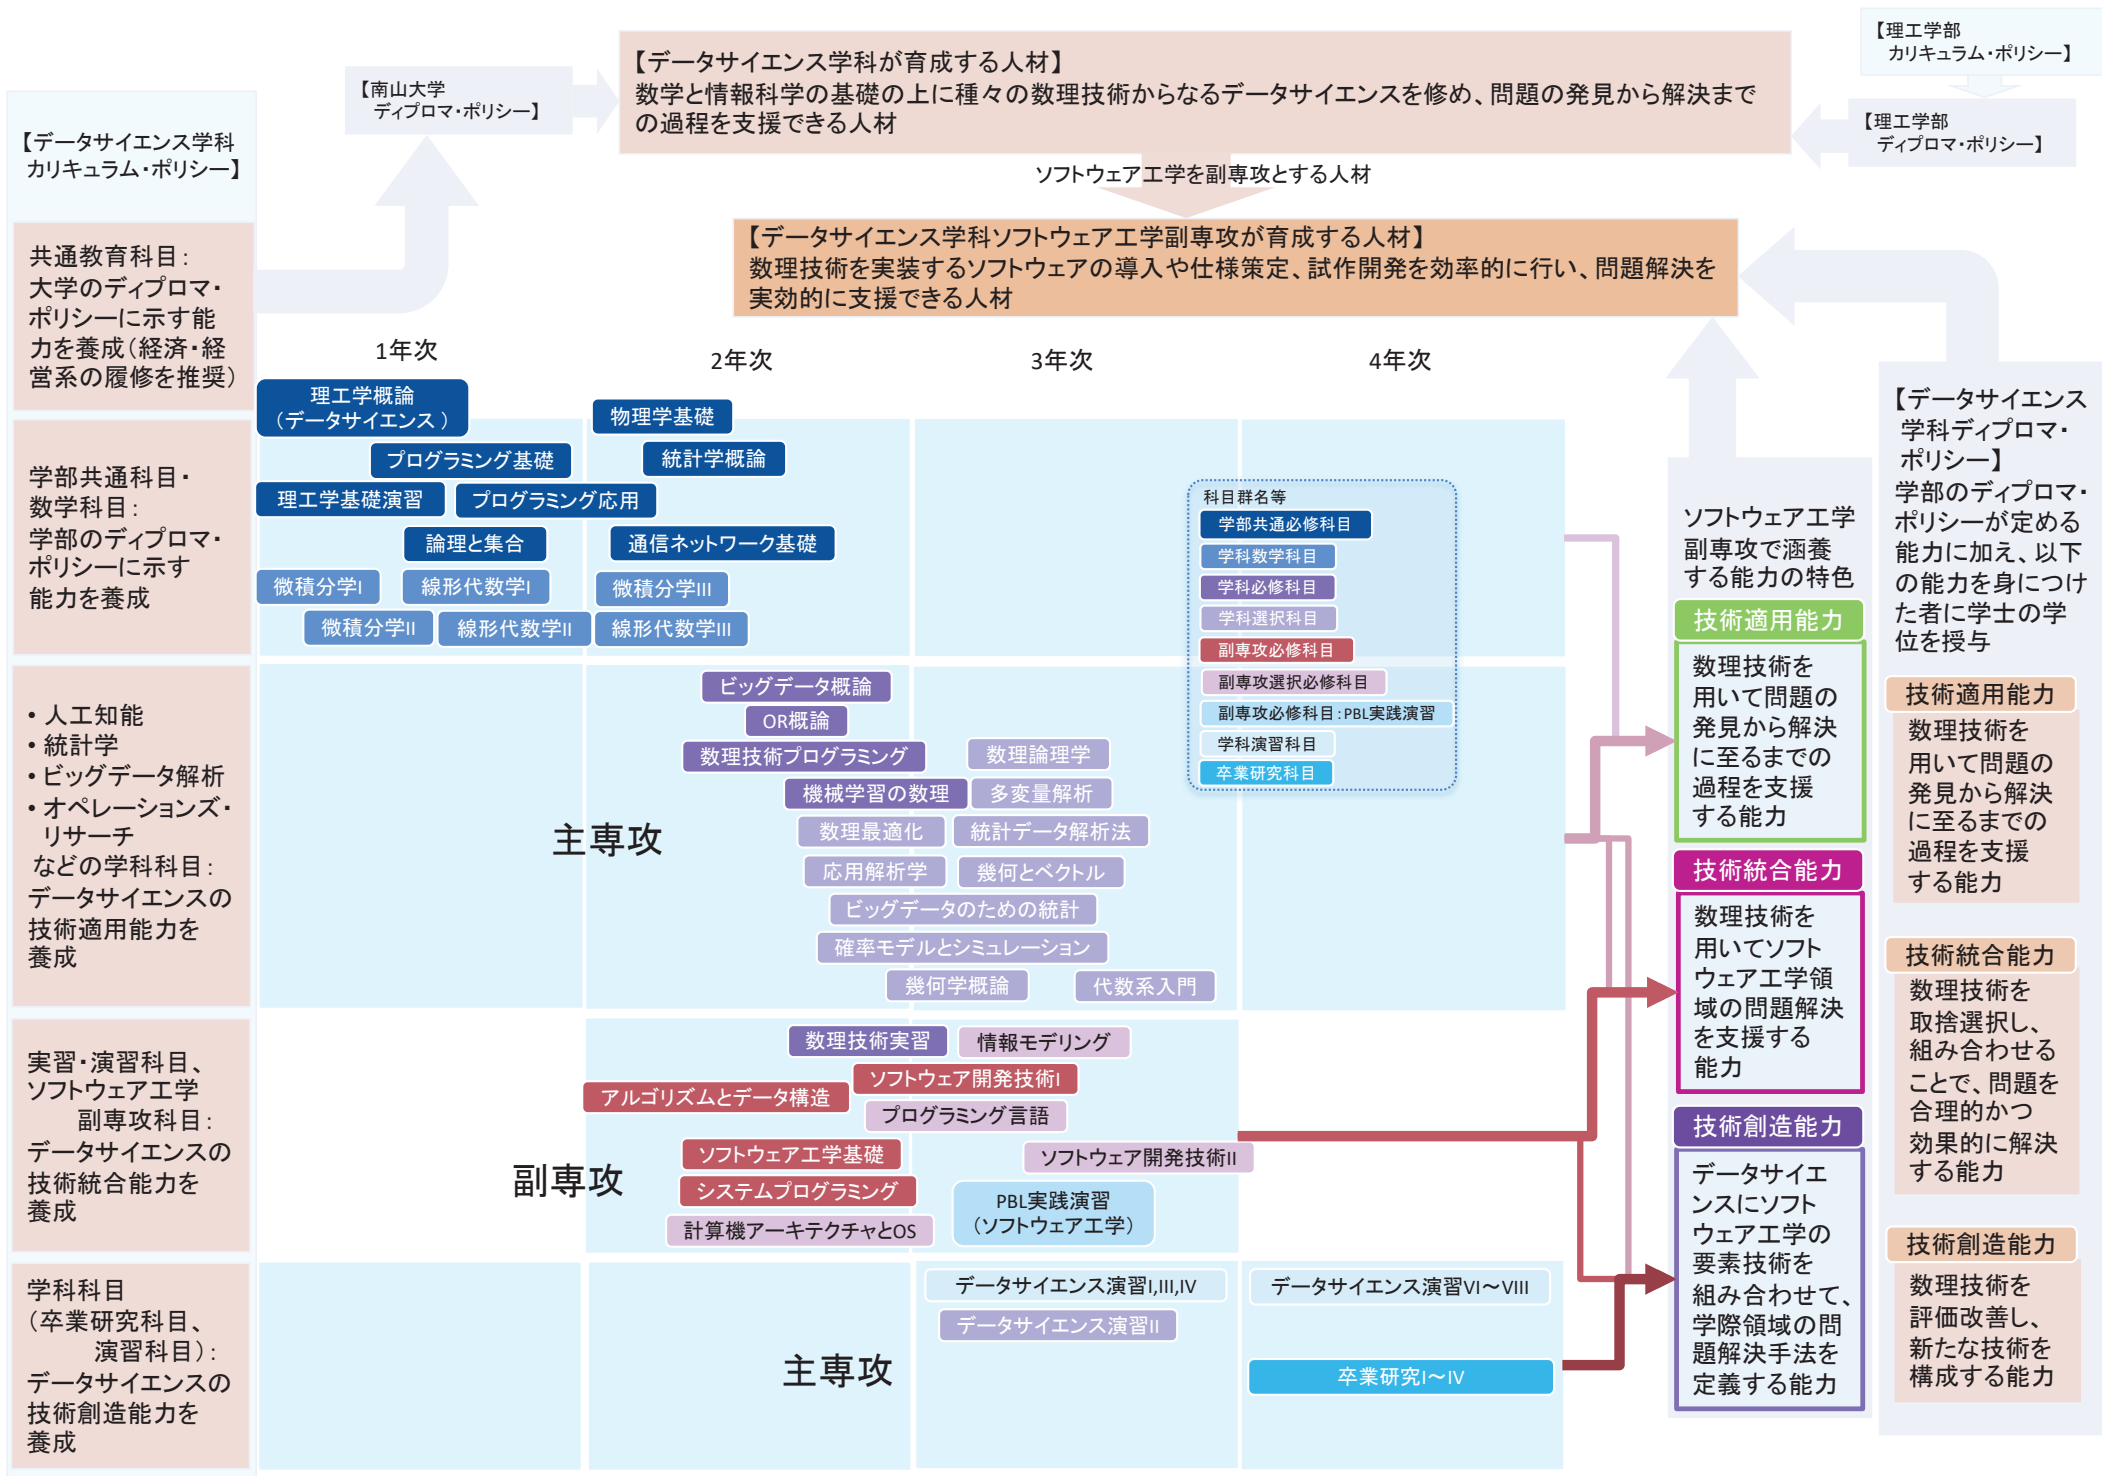 【理工学部
カリキュラム・ポリシー】
【データサイエンス学科が育成する人材】
数学と情報科学の基礎の上に種々の数理技術からなるデータサイエンスを修め、問題の発見から解決まで
の過程を支援できる人材
【南山大学
ディプロマ・ポリシー】
【理工学部
ディプロマ・ポリシー】
【データサイエンス学科
カリキュラム・ポリシー】
ソフトウェア工学を副専攻とする人材
【データサイエンス学科ソフトウェア工学副専攻が育成する人材】
数理技術を実装するソフトウェアの導入や仕様策定、試作開発を効率的に行い、問題解決を
実効的に支援できる人材
共通教育科目：
大学のディプロマ・
ポリシーに示す能
力を養成（経済・経
営系の履修を推奨）
1年次
2年次
3年次
4年次
学部共通科目・
数学科目：
学部のディプロマ・
ポリシーに示す
能力を養成
理工学概論
（データサイエンス）
物理学基礎
プログラミング基礎
統計学概論
理工学基礎演習
プログラミング応用
論理と集合
通信ネットワーク基礎
微積分学I
線形代数学I
微積分学III
微積分学II
線形代数学II
線形代数学III
科目群名等
学部共通必修科目
学科数学科目
学科必修科目
学科選択科目
副専攻必修科目
副専攻選択必修科目
副専攻必修科目：PBL実践演習
学科演習科目
卒業研究科目
・人工知能
・統計学
・ビッグデータ解析
・オペレーションズ・
リサーチ
などの学科科目：
データサイエンスの
技術適用能力を
養成
主専攻
ビッグデータ概論
OR概論
数理技術プログラミング
数理論理学
機械学習の数理
多変量解析
数理最適化
統計データ解析法
応用解析学
幾何とベクトル
ビッグデータのための統計
確率モデルとシミュレーション
幾何学概論
代数系入門
実習・演習科目、
ソフトウェア工学
副専攻科目：
データサイエンスの
技術統合能力を
養成
副専攻
数理技術実習
情報モデリング
ソフトウェア開発技術I
アルゴリズムとデータ構造
プログラミング言語
ソフトウェア工学基礎
ソフトウェア開発技術II
システムプログラミング
PBL実践演習
（ソフトウェア工学）
計算機アーキテクチャとOS
学科科目
（卒業研究科目、
演習科目）：
データサイエンスの
技術創造能力を
養成
主専攻
データサイエンス演習I,III,IV
データサイエンス演習VI～VIII
データサイエンス演習II
卒業研究I～IV
ソフトウェア工学
副専攻で涵養
する能力の特色
技術適用能力
数理技術を
用いて問題の
発見から解決
に至るまでの
過程を支援
する能力
技術統合能力
数理技術を
用いてソフト
ウェア工学領
域の問題解決
を支援する
能力
技術創造能力
データサイエ
ンスにソフト
ウェア工学の
要素技術を
組み合わせて、
学際領域の問
題解決手法を
定義する能力
【データサイエンス
学科ディプロマ・
ポリシー】
学部のディプロマ・
ポリシーが定める
能力に加え、以下
の能力を身につけ
た者に学士の学
位を授与
技術適用能力
数理技術を
用いて問題の
発見から解決
に至るまでの
過程を支援
する能力
技術統合能力
数理技術を
取捨選択し、
組み合わせる
ことで、問題を
合理的かつ
効果的に解決
する能力
技術創造能力
数理技術を
評価改善し、
新たな技術を
構成する能力